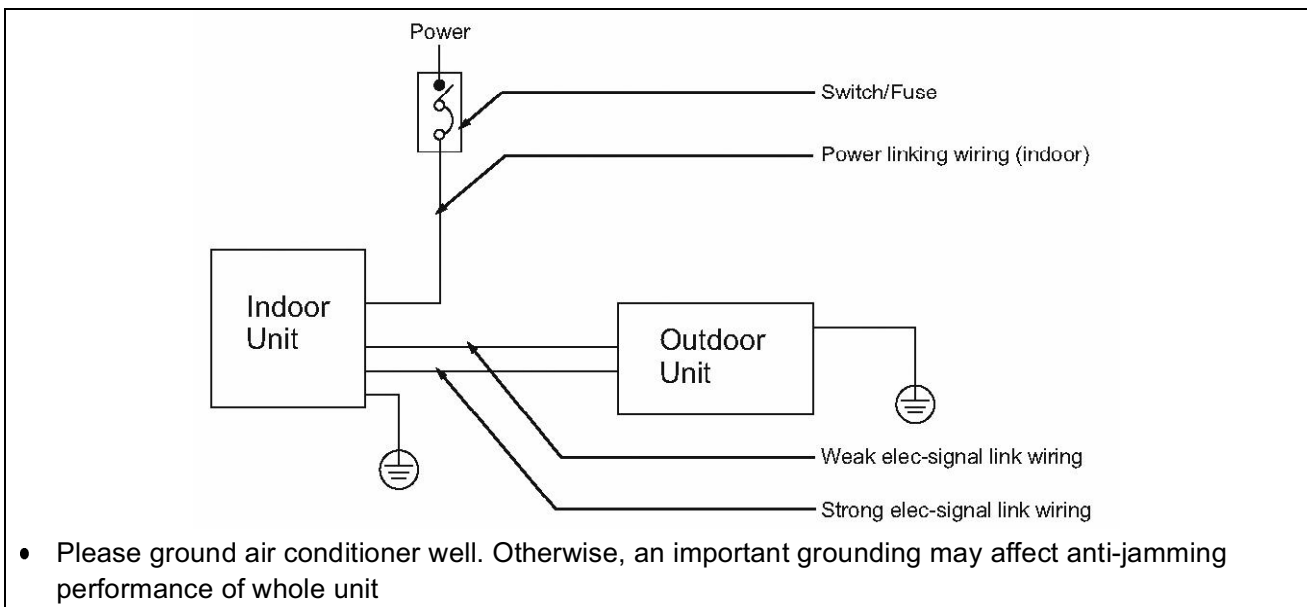 Power
Switch/Fuse
Power linking wiring (indoor)
Indoor
Unit
Outdoor
Unit
Weak elec-signal link wiring
Strong elec-signal link wiring
● Please ground air conditioner well. Otherwise, an important grounding may affect anti-jamming
performance of whole unit